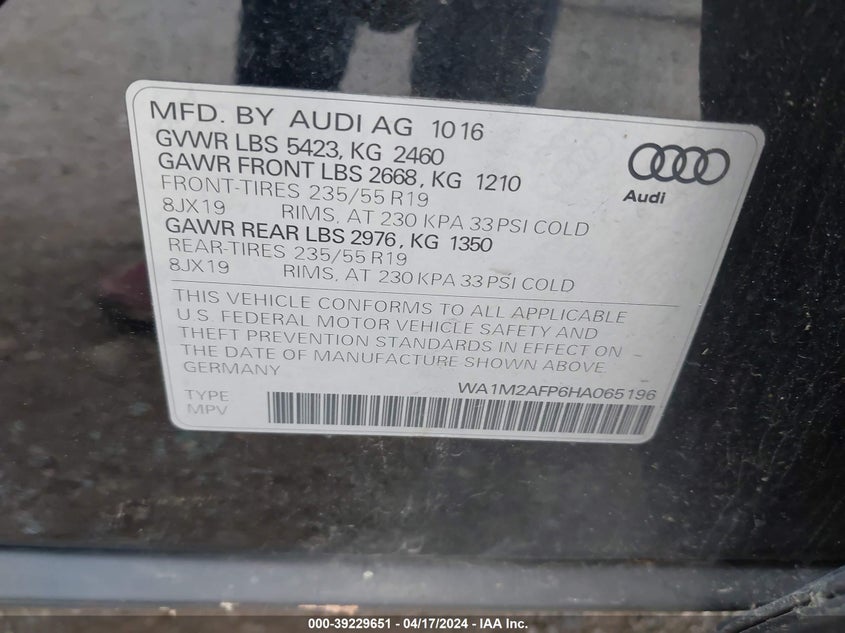 MFD. BY AUDI AG 1016
GVWR LBS 5423, KG 2460
GAWR FRONT LBS 2668, KG 1210
FRONT-TIRES 235/55 R19
8JX19 RIMS, AT 230 KPA 33 PSI COLD
GAWR REAR LBS 2976, KG 1350
REAR-TIRES 235/55 R19
8JX19 RIMS, AT 230 KPA 33 PSI COLD
Audi
THIS VEHICLE CONFORMS TO ALL APPLICABLE
U.S. FEDERAL MOTOR VEHICLE SAFETY AND
THEFT PREVENTION STANDARDS IN EFFECT ON
THE DATE OF MANUFACTURE SHOWN ABOVE.
GERMANY
WA1M2AFP6HA065196
TYPE
MPV
000-39229651 - 04/17/2024 - IAA Inc.